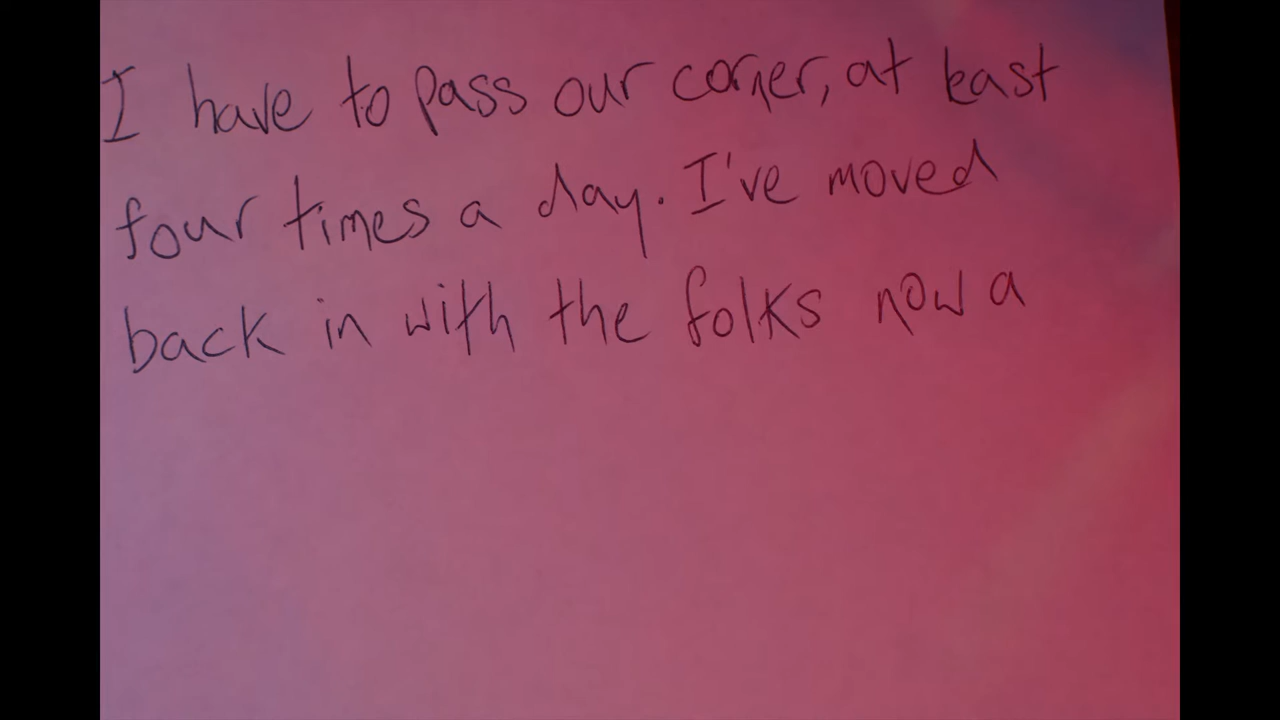 I have to pass our corner, at least
four times a day. I've moved
back in with the folks now a